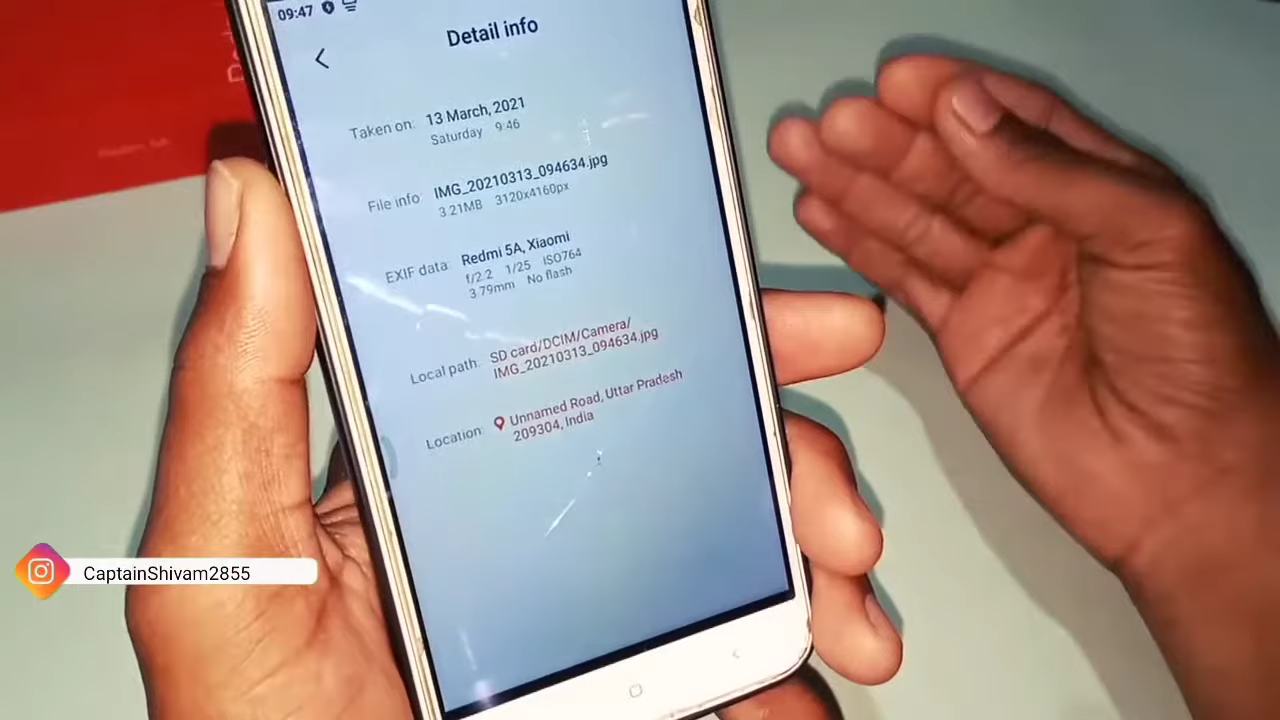 09:47
Detail info
Taken on: 13 March, 2021
Saturday 9:46
File info: IMG_20210313_094634.jpg
3.21MB 3120x4160px
EXIF data: Redmi 5A, Xiaomi
f/2.2 1/25 ISO764
3.79mm No flash
Local path: SD card/DCIM/Camera/
IMG_20210313_094634.jpg
Location: Unnamed Road, Uttar Pradesh
209304, India
CaptainShivam2855